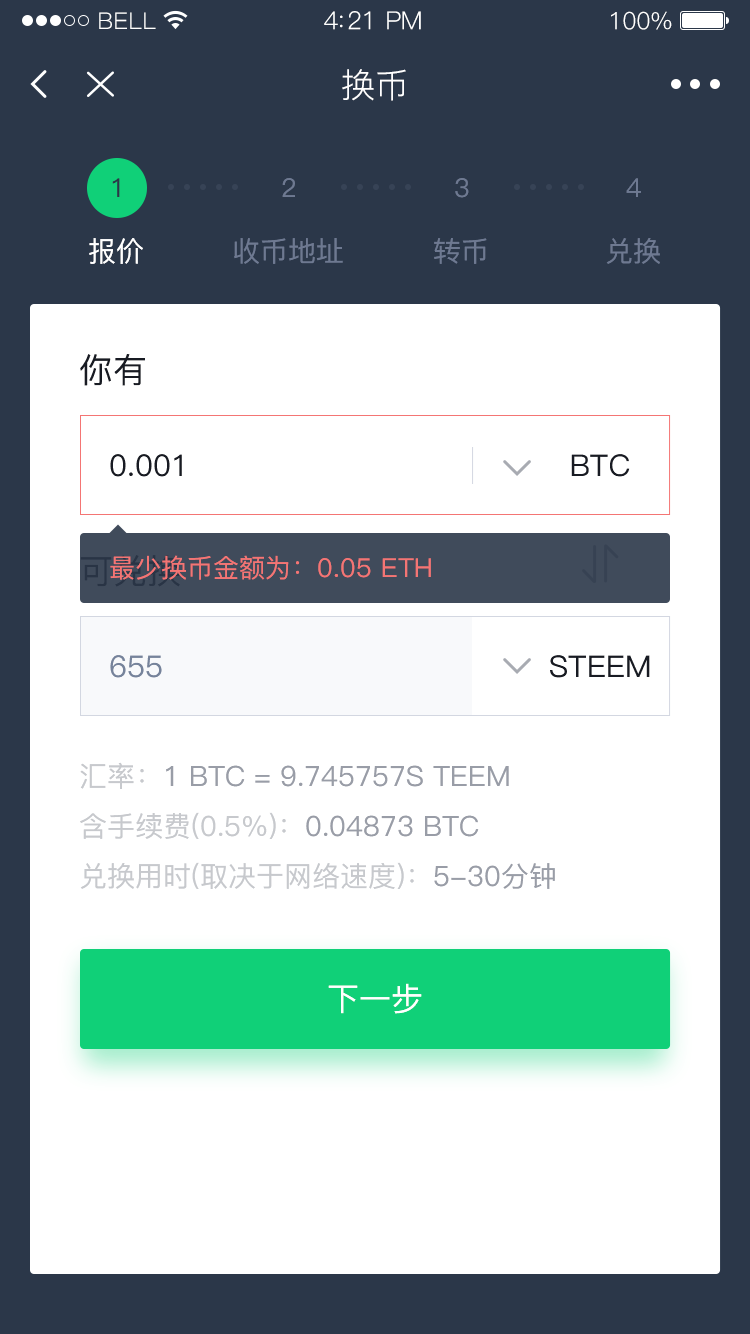 BELL 4:21 PM 100%
换币
1 2 3 4
报价 收币地址 转币 兑换
你有
0.001 BTC
可兑换
最少换币金额为：0.05 ETH
655 STEEM
汇率：1 BTC = 9.745757S TEEM
含手续费(0.5%)：0.04873 BTC
兑换用时(取决于网络速度)：5-30分钟
下一步